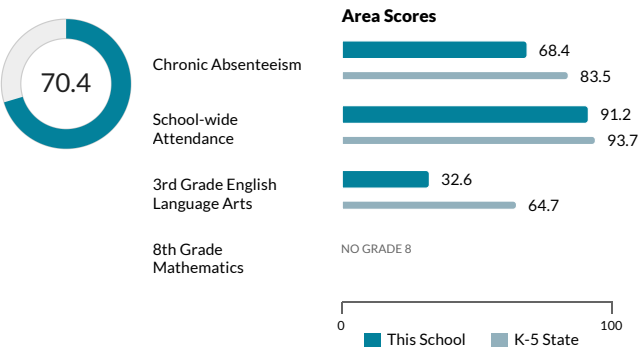 Area Scores
70.4
Chronic Absenteeism
68.4
83.5
School-wide
Attendance
91.2
93.7
3rd Grade English
Language Arts
32.6
64.7
8th Grade
Mathematics
NO GRADE 8
0
100
This School
K-5 State